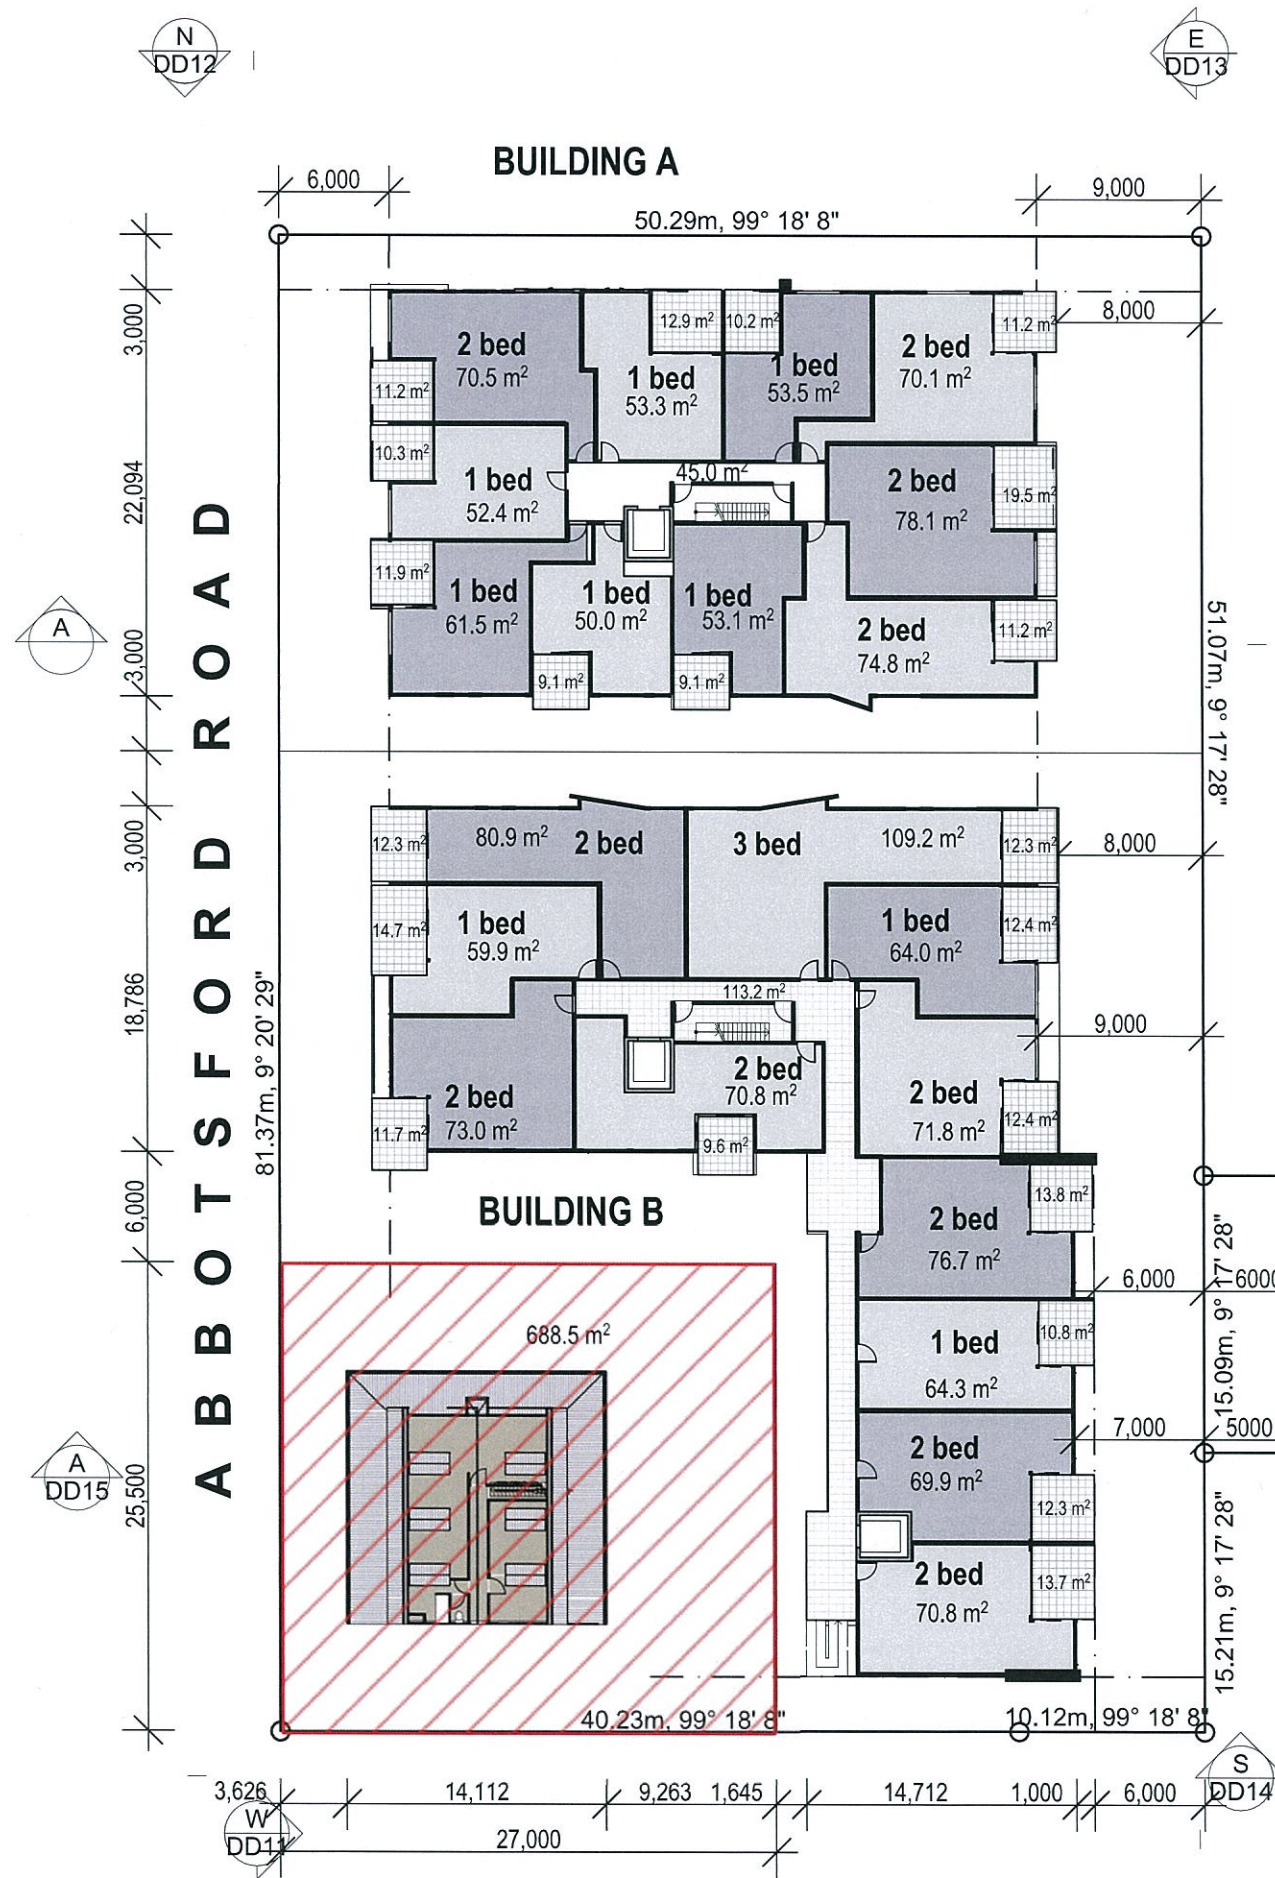 N
DD12
E
DD13
BUILDING A
6,000
9,000
50.29m, 99° 18' 8"
3,000
8,000
2 bed
70.5 m²
12.9 m²
10.2 m²
1 bed
53.3 m²
1 bed
53.5 m²
2 bed
70.1 m²
11.2 m²
11.2 m²
10.3 m²
1 bed
52.4 m²
45.0 m²
2 bed
78.1 m²
19.5 m²
22,094
11.9 m²
1 bed
61.5 m²
1 bed
50.0 m²
1 bed
53.1 m²
2 bed
74.8 m²
11.2 m²
9.1 m²
9.1 m²
A
3,000
51.07m, 9° 17' 28"
ABBOTSFORD ROAD
3,000
12.3 m²
80.9 m²
2 bed
3 bed
109.2 m²
12.3 m²
8,000
14.7 m²
1 bed
59.9 m²
1 bed
64.0 m²
12.4 m²
18,786
81.37m, 9° 20' 29"
113.2 m²
9,000
2 bed
73.0 m²
11.7 m²
2 bed
70.8 m²
9.6 m²
2 bed
71.8 m²
12.4 m²
6,000
BUILDING B
2 bed
76.7 m²
13.8 m²
6,000
6000
15.09m, 9° 17' 28"
688.5 m²
1 bed
64.3 m²
10.8 m²
7,000
5000
A
DD15
25,500
2 bed
69.9 m²
12.3 m²
2 bed
70.8 m²
13.7 m²
15.21m, 9° 17' 28"
40.23m, 99° 18' 8"
10.12m, 99° 18' 8"
S
DD14
3,626
14,112
9,263
1,645
14,712
1,000
6,000
W
DD11
27,000